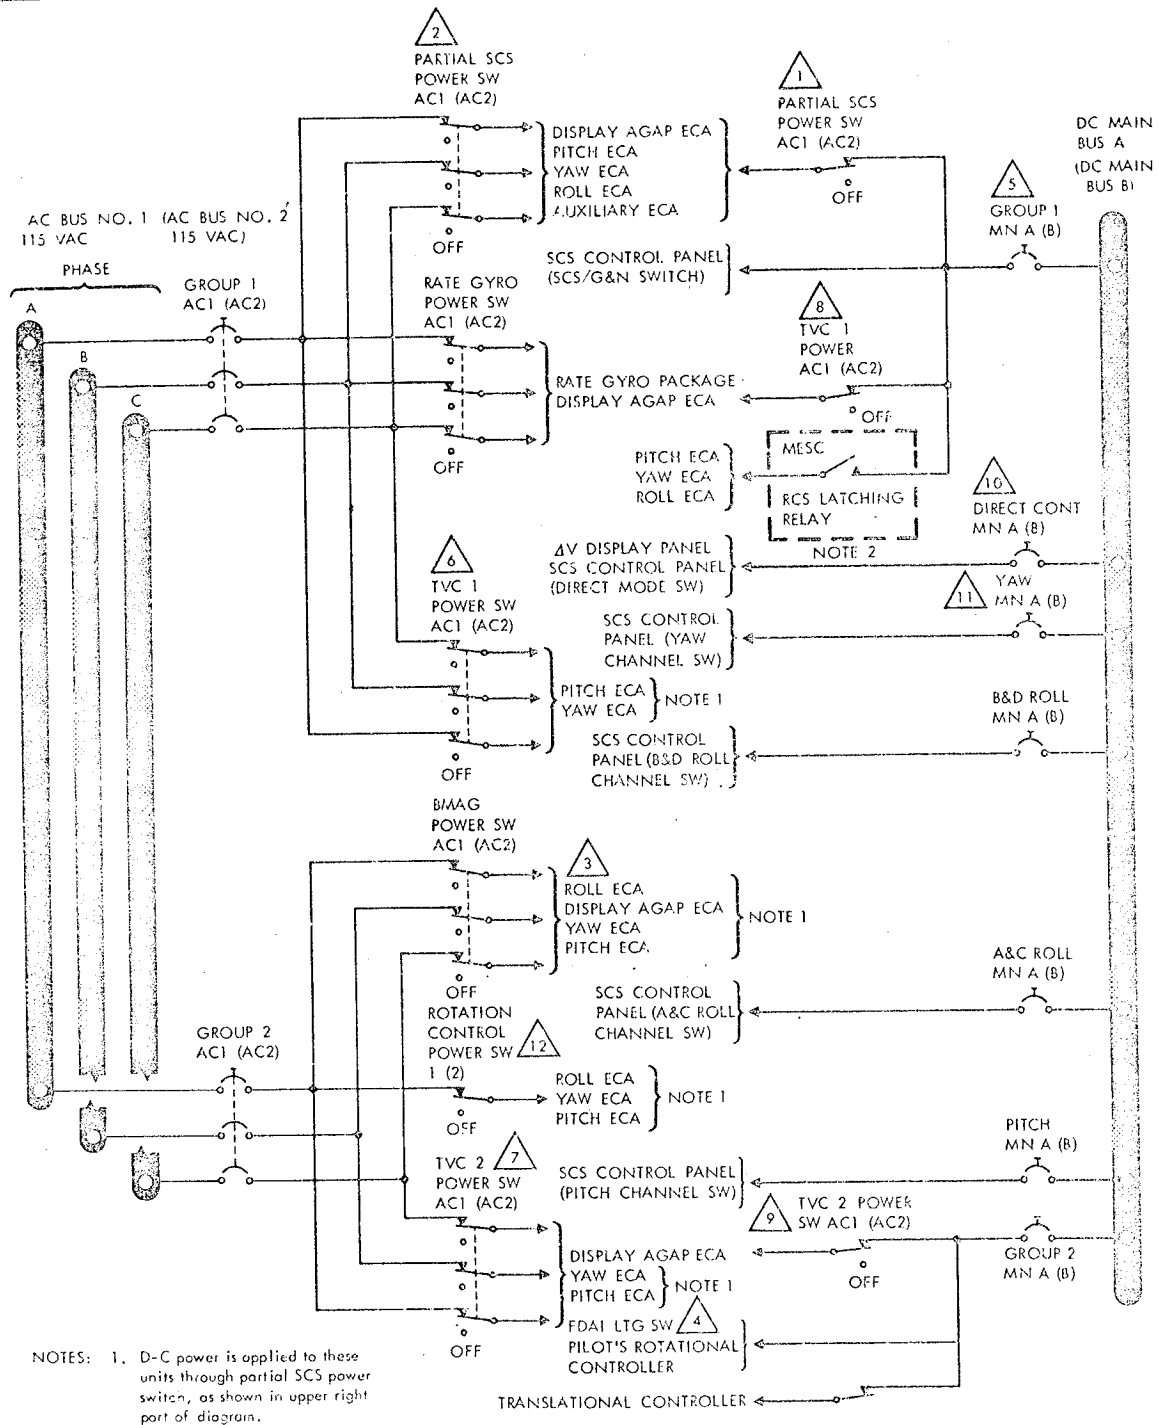 2
PARTIAL SCS
POWER SW
AC1 (AC2)
OFF
1
PARTIAL SCS
POWER SW
AC1 (AC2)
OFF
DC MAIN
BUS A
(DC MAIN
BUS B)
DISPLAY AGAP ECA
PITCH ECA
YAW ECA
ROLL ECA
AUXILIARY ECA
5
GROUP 1
MN A (B)
AC BUS NO. 1 (AC BUS NO. 2
115 VAC 115 VAC)
PHASE
A
B
C
GROUP 1
AC1 (AC2)
SCS CONTROL PANEL
(SCS/G&N SWITCH)
RATE GYRO
POWER SW
AC1 (AC2)
OFF
8
TVC 1
POWER
AC1 (AC2)
OFF
RATE GYRO PACKAGE
DISPLAY AGAP ECA
PITCH ECA
YAW ECA
ROLL ECA
MESC
RCS LATCHING
RELAY
NOTE 2
10
DIRECT CONT
MN A (B)
ΔV DISPLAY PANEL
SCS CONTROL PANEL
(DIRECT MODE SW)
11
YAW
MN A (B)
6
TVC 1
POWER SW
AC1 (AC2)
OFF
SCS CONTROL
PANEL (YAW
CHANNEL SW)
PITCH ECA
YAW ECA
NOTE 1
B&D ROLL
MN A (B)
SCS CONTROL
PANEL (B&D ROLL
CHANNEL SW)
BMAG
POWER SW
AC1 (AC2)
OFF
3
ROLL ECA
DISPLAY AGAP ECA
YAW ECA
PITCH ECA
NOTE 1
A&C ROLL
MN A (B)
SCS CONTROL
PANEL (A&C ROLL
CHANNEL SW)
GROUP 2
AC1 (AC2)
ROTATION
CONTROL
POWER SW
1 (2)
12
OFF
ROLL ECA
YAW ECA
PITCH ECA
NOTE 1
PITCH
MN A (B)
SCS CONTROL PANEL
(PITCH CHANNEL SW)
TVC 2
POWER SW
AC1 (AC2)
7
OFF
9
TVC 2 POWER
SW AC1 (AC2)
OFF
GROUP 2
MN A (B)
DISPLAY AGAP ECA
YAW ECA
PITCH ECA
NOTE 1
FDAI LTG SW
4
PILOT'S ROTATIONAL
CONTROLLER
TRANSLATIONAL CONTROLLER
NOTES: 1. D-C power is applied to these
units through partial SCS power
switch, as shown in upper right
part of diagram.